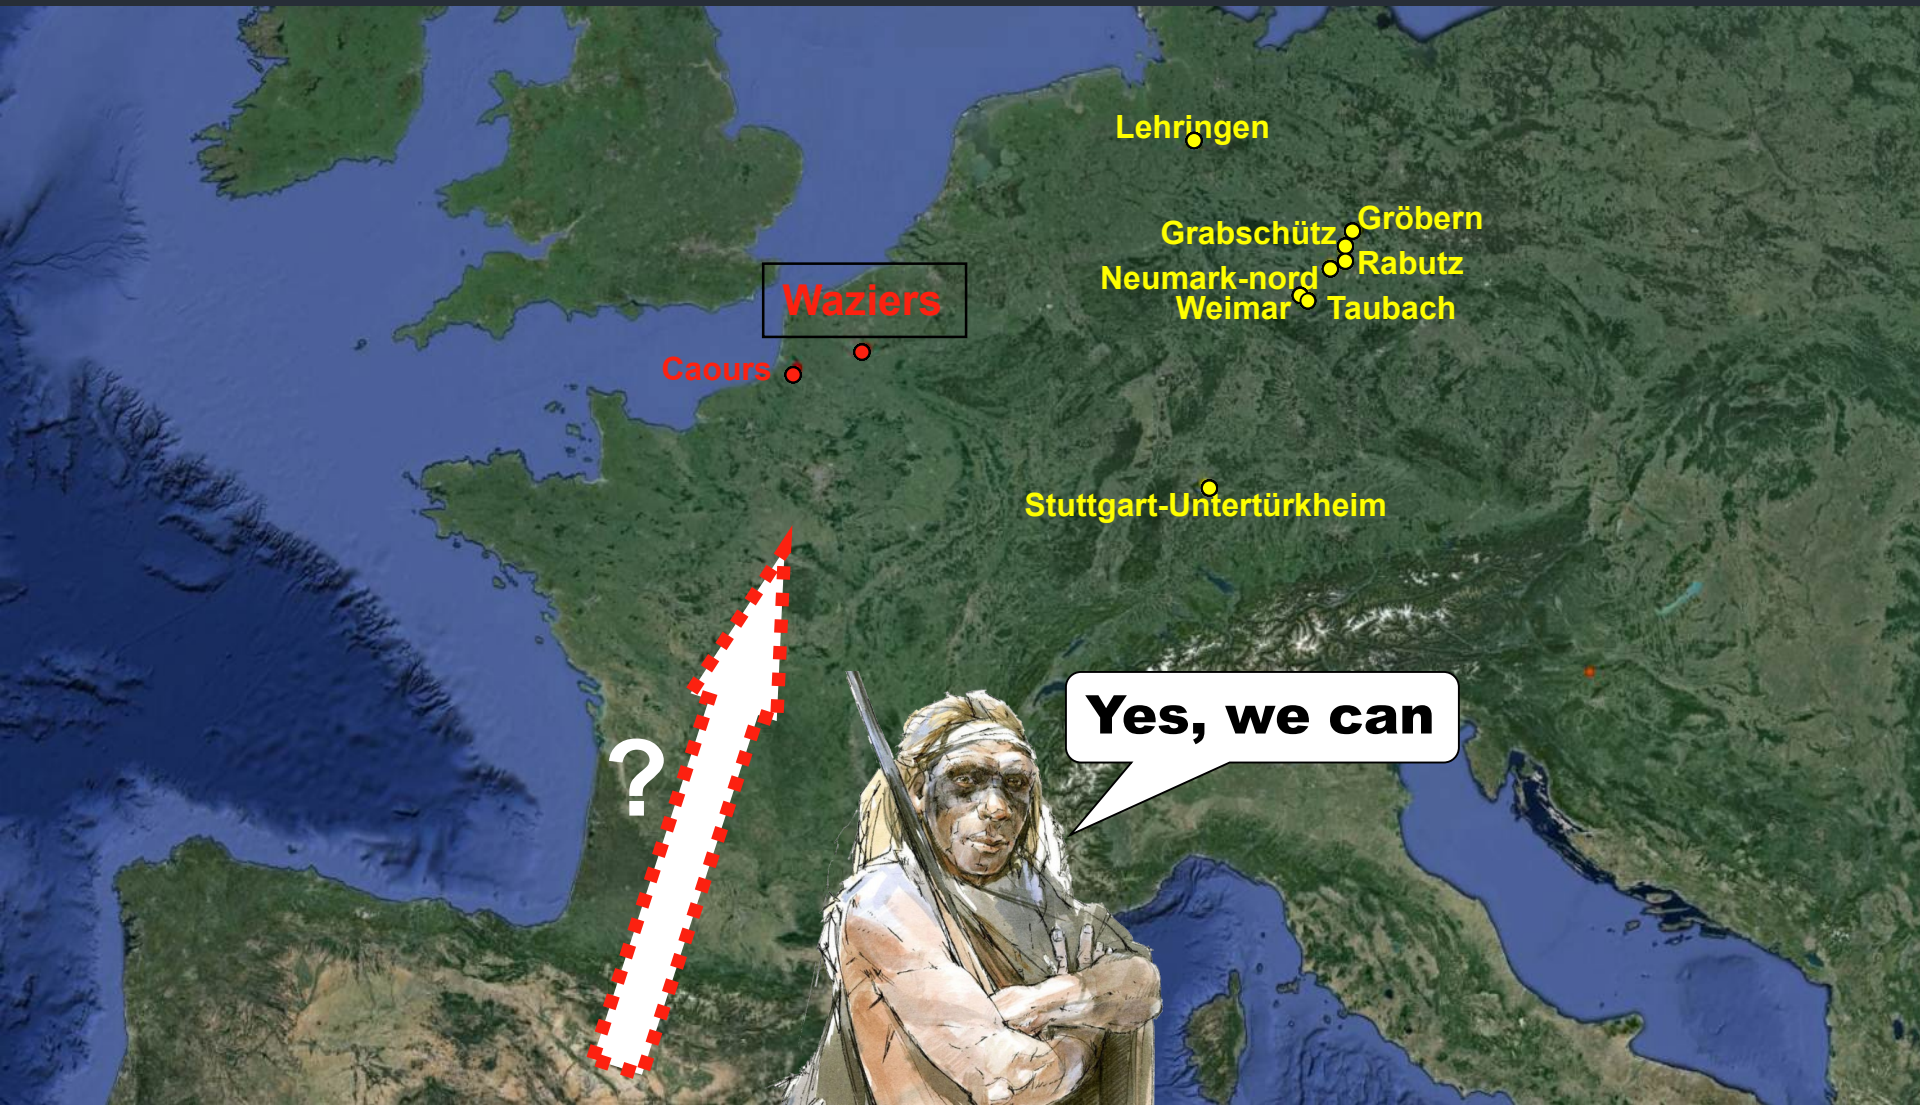 Lehringen
Gröbern
Grabschütz
Rabutz
Neumark-nord
Weimar
Taubach
Waziers
Caours
Stuttgart-Untertürkheim
Yes, we can
?